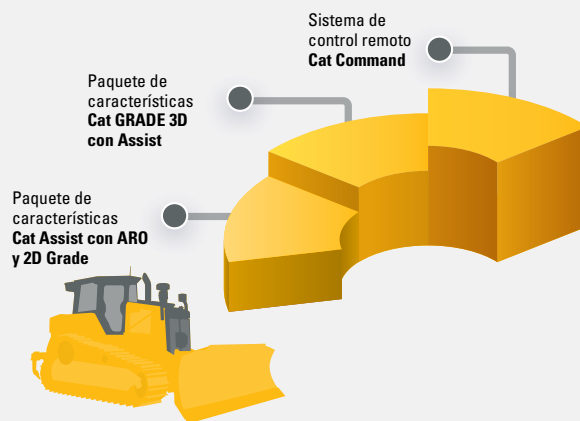 Sistema de
control remoto
Cat Command
Paquete de
características
Cat GRADE 3D
con Assist
Paquete de
características
Cat Assist con ARO
y 2D Grade